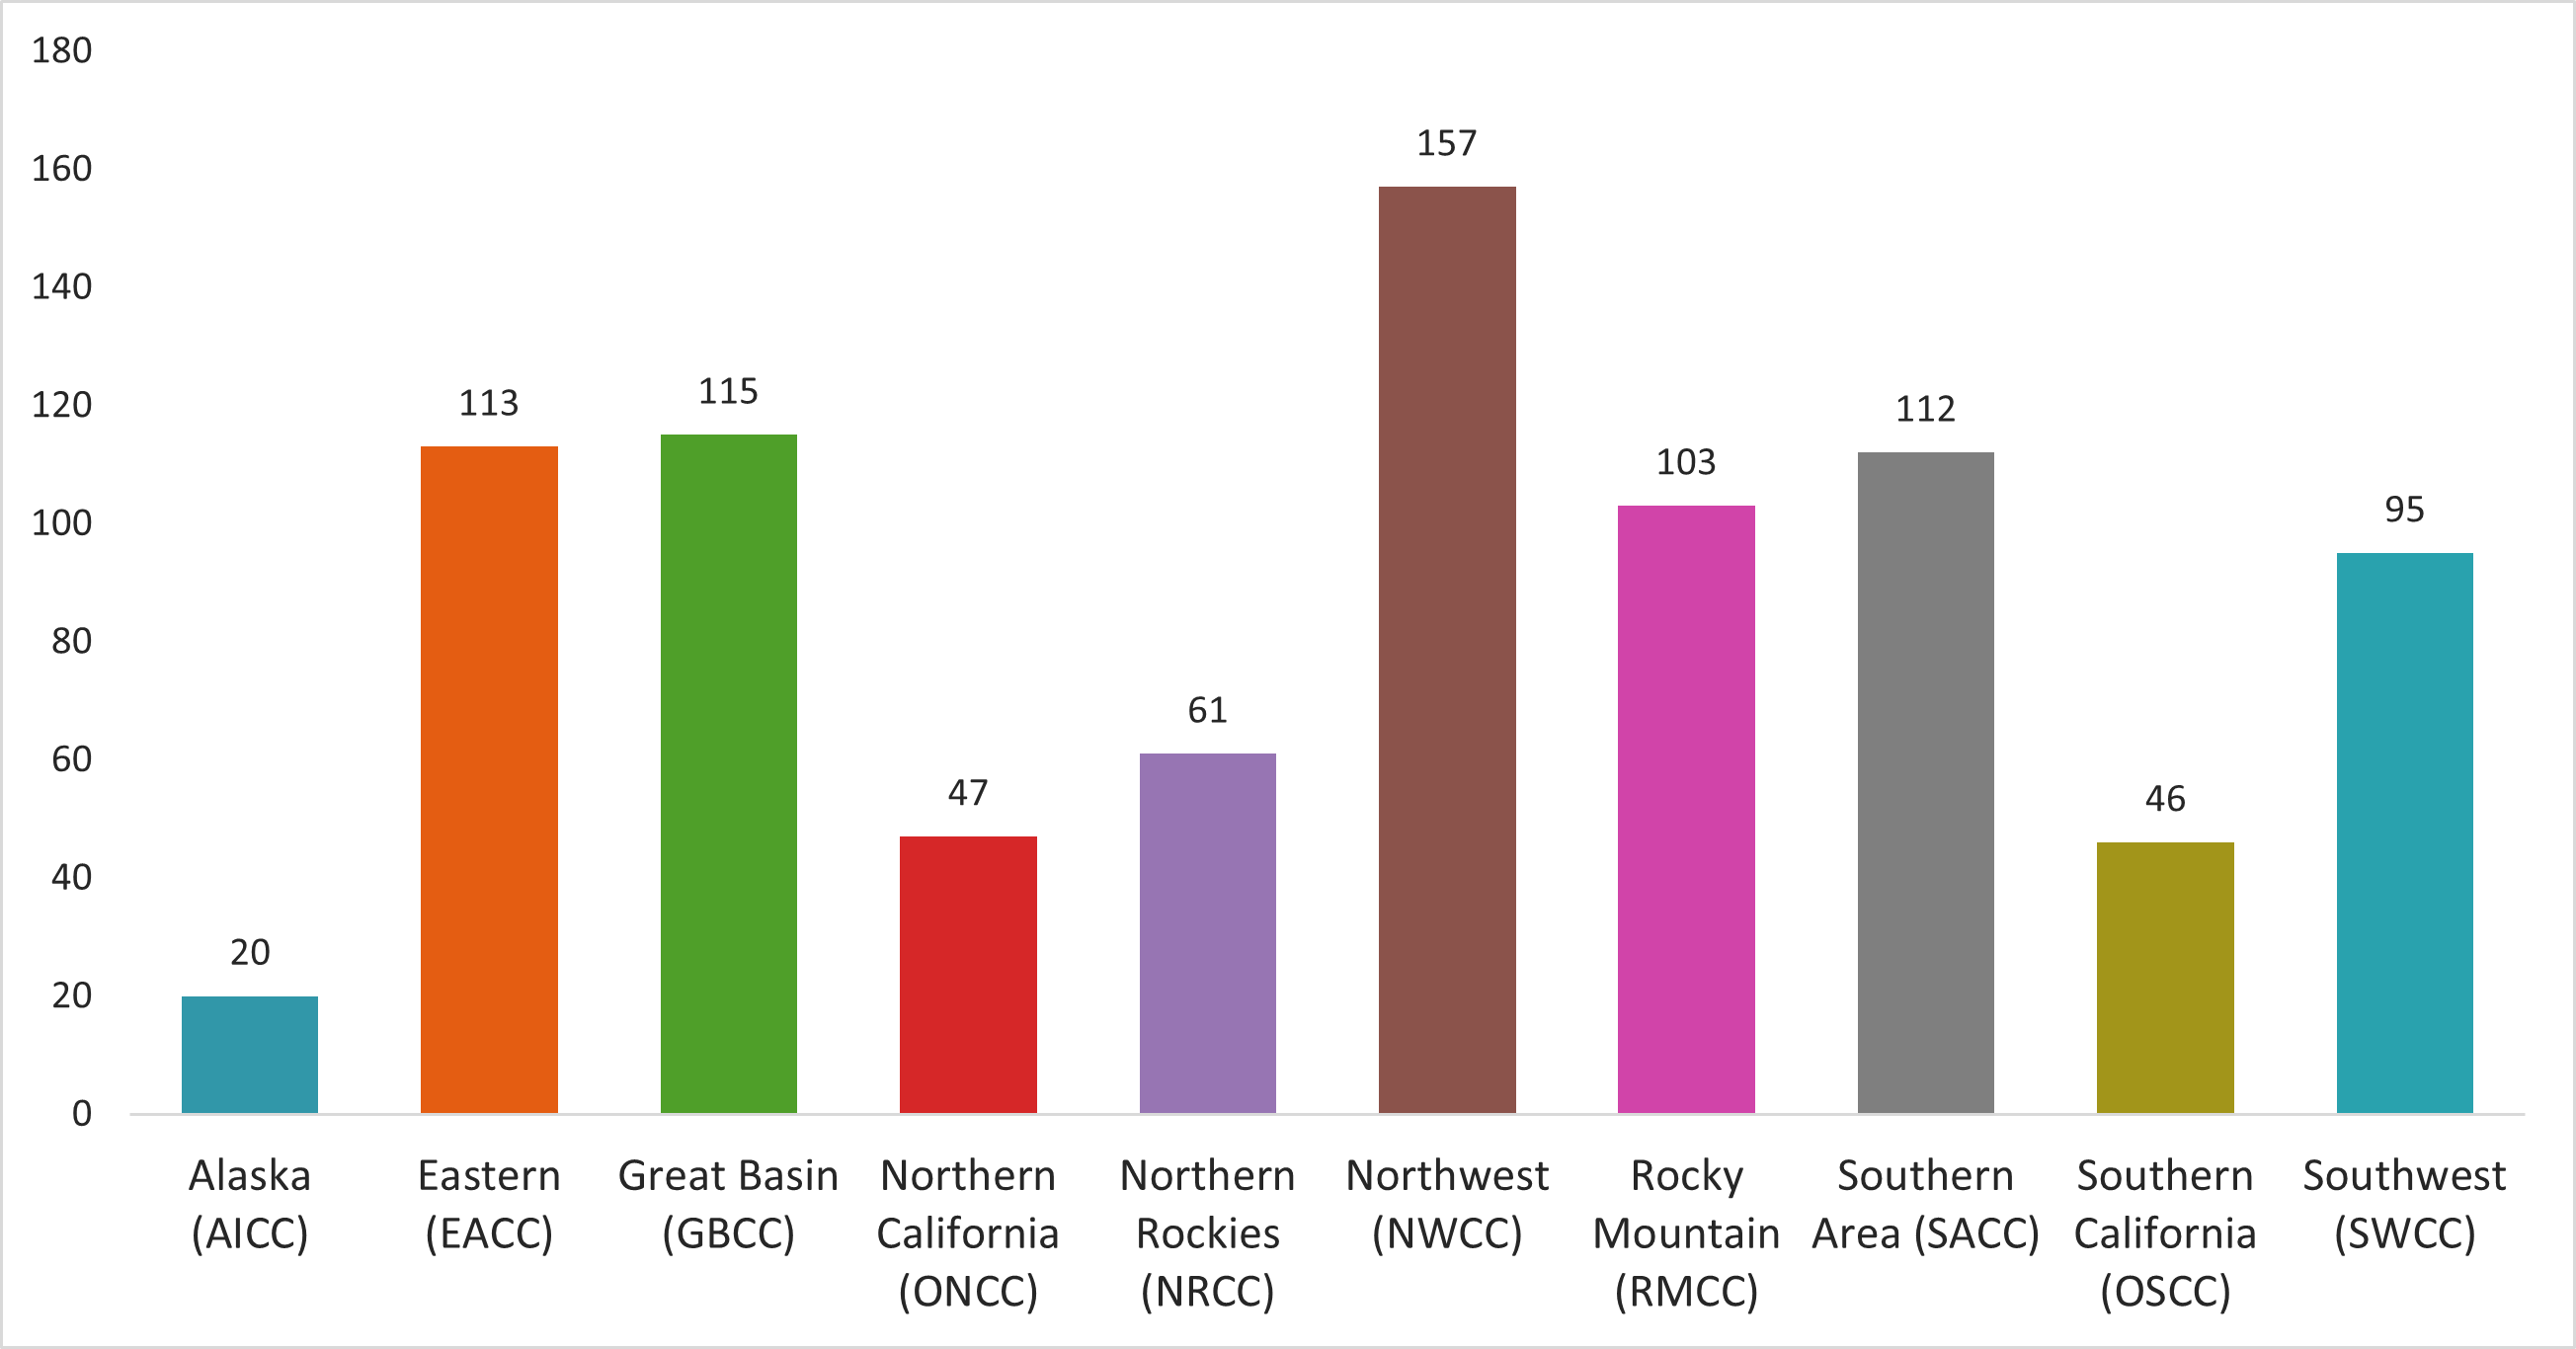 180
160
140
120
100
80
60
40
20
0
20
113
115
47
61
157
103
112
46
95
Alaska
(AICC)
Eastern
(EACC)
Great Basin
(GBCC)
Northern
California
(ONCC)
Northern
Rockies
(NRCC)
Northwest
(NWCC)
Rocky
Mountain
(RMCC)
Southern
Area (SACC)
Southern
California
(OSCC)
Southwest
(SWCC)